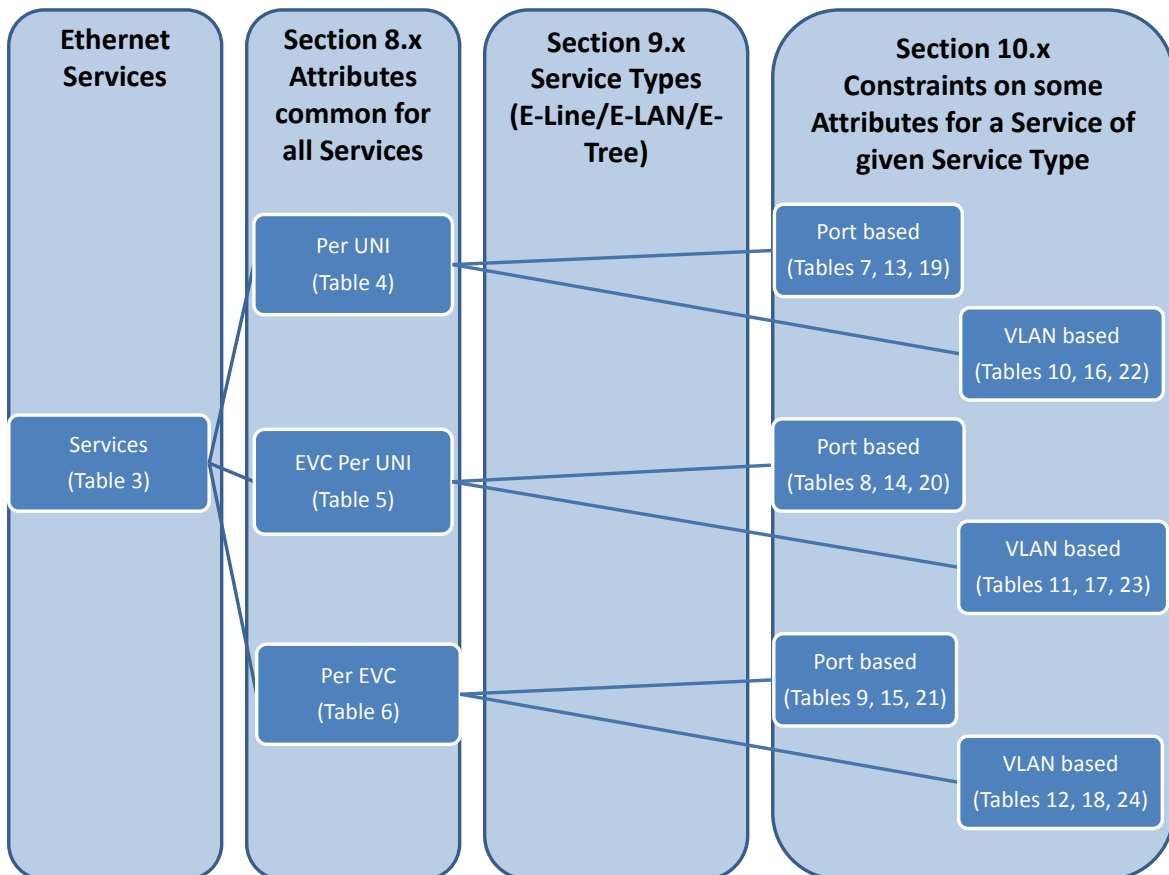 Ethernet
Services
Section 8.x
Attributes
common for
all Services
Section 9.x
Service Types
(E-Line/E-LAN/E-
Tree)
Section 10.x
Constraints on some
Attributes for a Service of
given Service Type
Services
(Table 3)
Per UNI
(Table 4)
EVC Per UNI
(Table 5)
Per EVC
(Table 6)
Port based
(Tables 7, 13, 19)
VLAN based
(Tables 10, 16, 22)
Port based
(Tables 8, 14, 20)
VLAN based
(Tables 11, 17, 23)
Port based
(Tables 9, 15, 21)
VLAN based
(Tables 12, 18, 24)